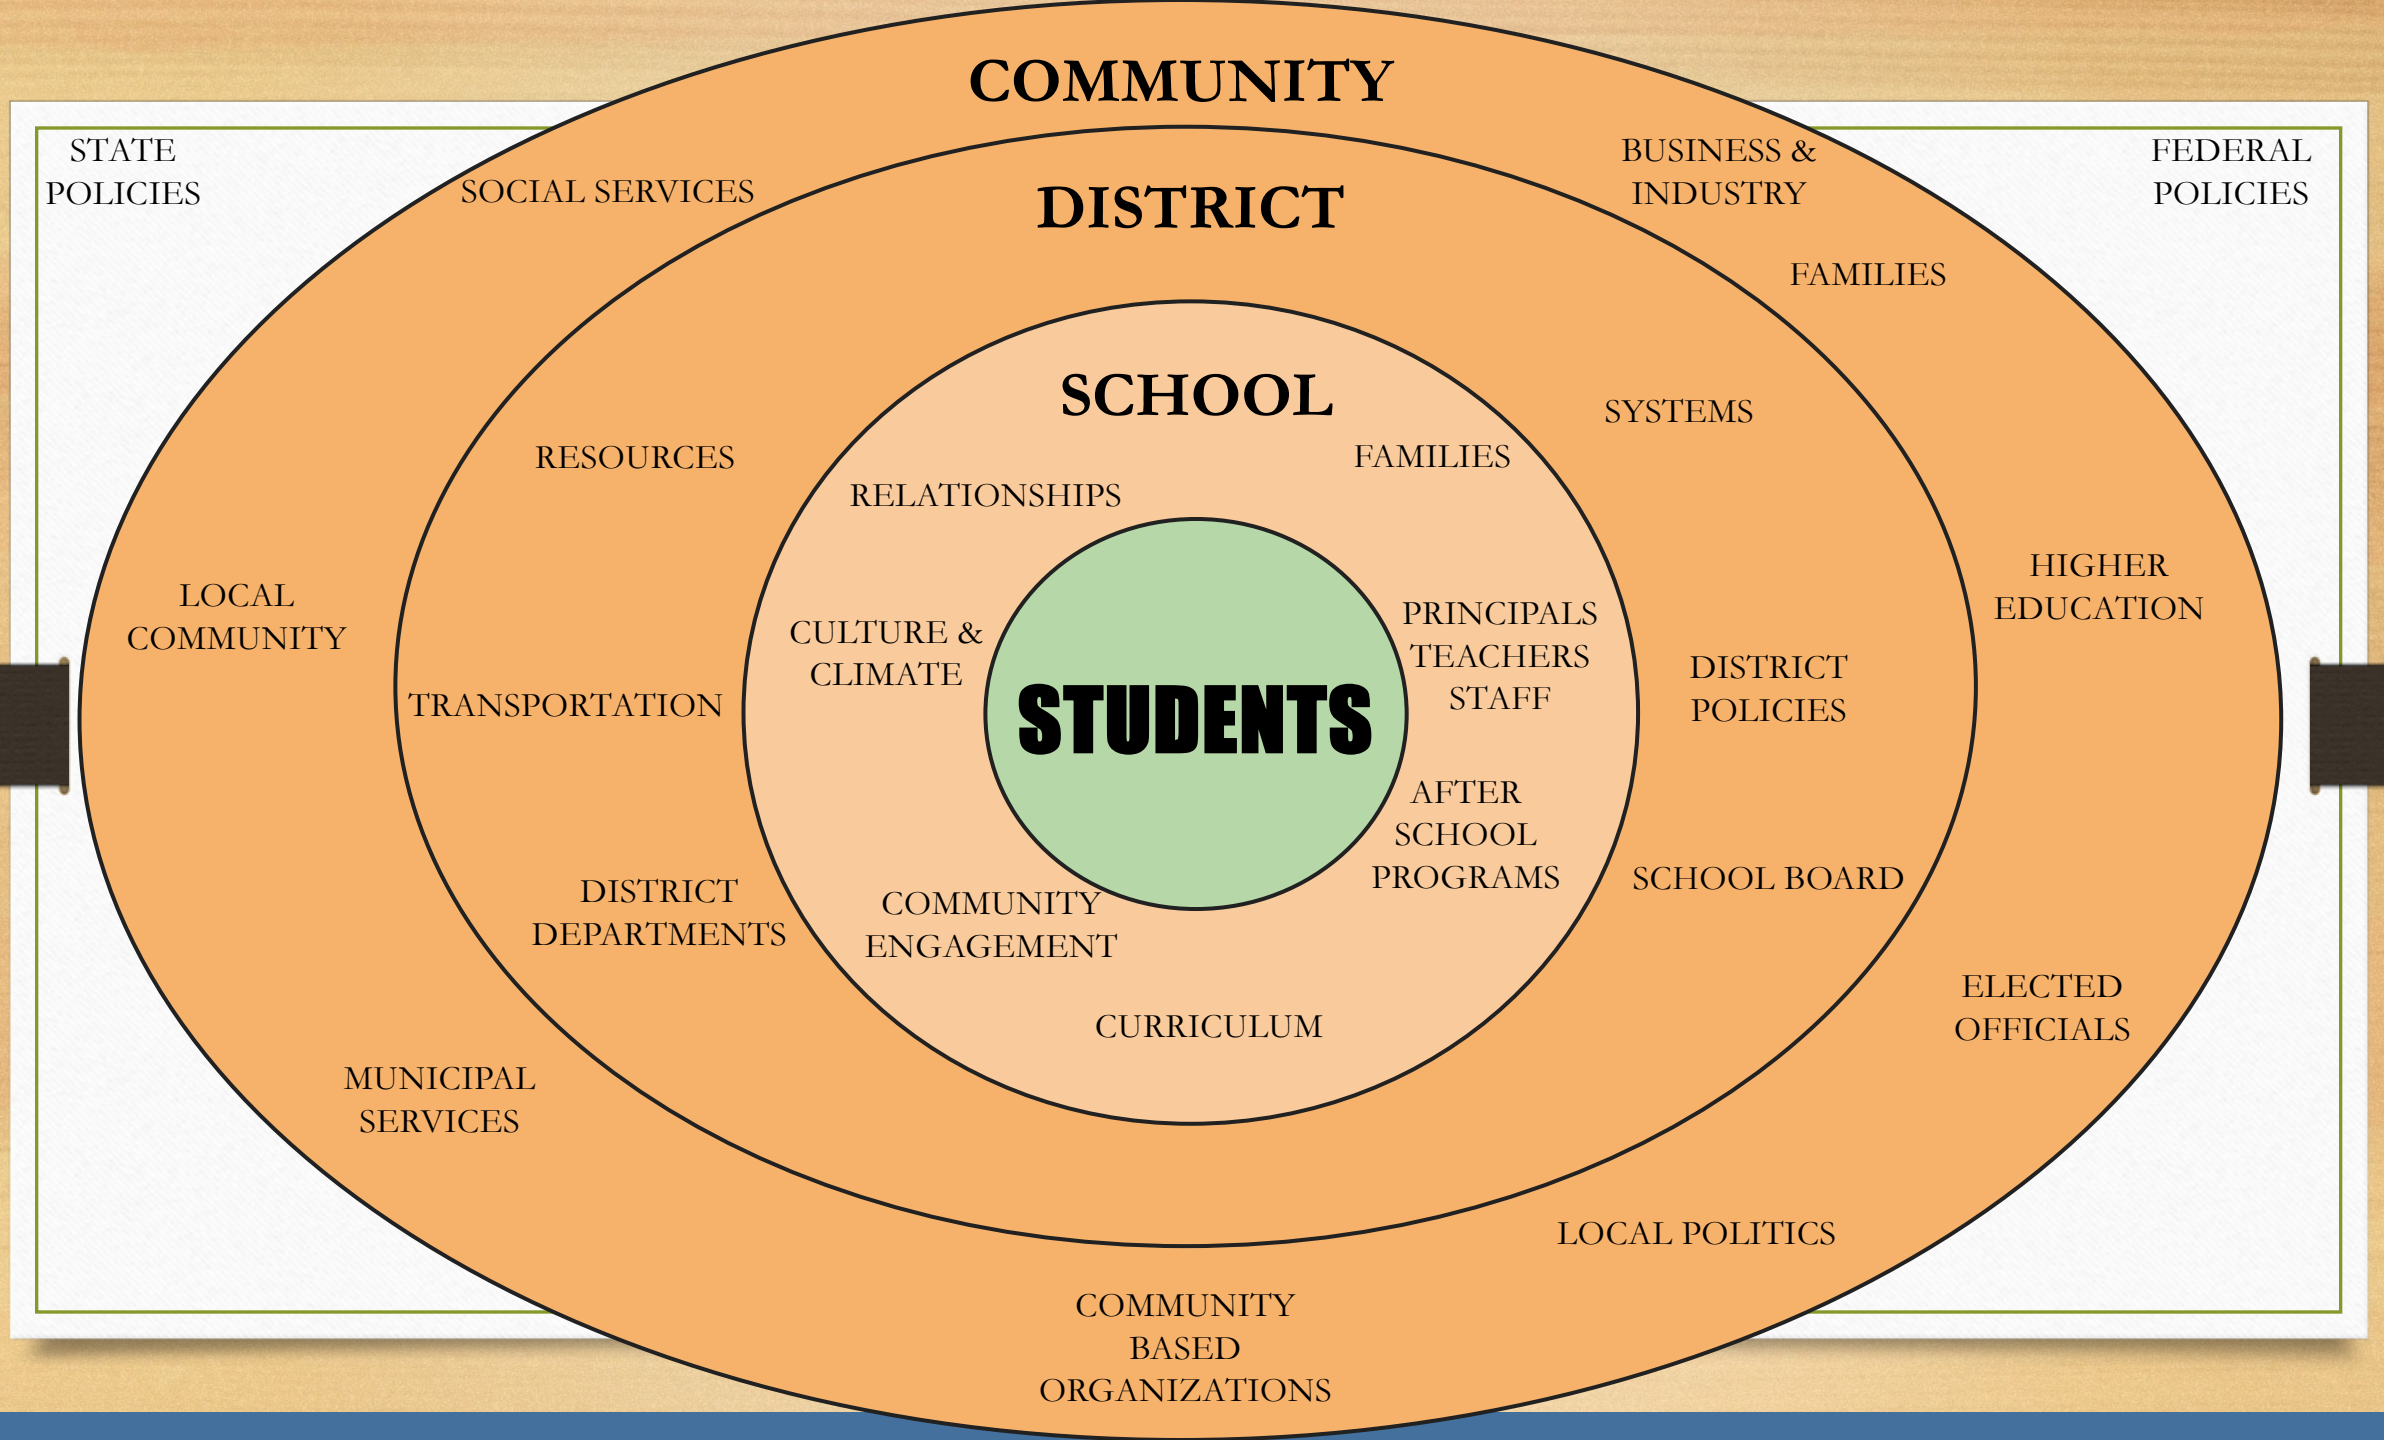 COMMUNITY
STATE
POLICIES
SOCIAL SERVICES
BUSINESS &
INDUSTRY
FEDERAL
POLICIES
DISTRICT
FAMILIES
SCHOOL
SYSTEMS
RESOURCES
FAMILIES
RELATIONSHIPS
HIGHER
EDUCATION
LOCAL
COMMUNITY
CULTURE &
CLIMATE
PRINCIPALS
TEACHERS
STAFF
DISTRICT
POLICIES
TRANSPORTATION
STUDENTS
AFTER
SCHOOL
PROGRAMS
SCHOOL BOARD
DISTRICT
DEPARTMENTS
COMMUNITY
ENGAGEMENT
ELECTED
OFFICIALS
CURRICULUM
MUNICIPAL
SERVICES
LOCAL POLITICS
COMMUNITY
BASED
ORGANIZATIONS